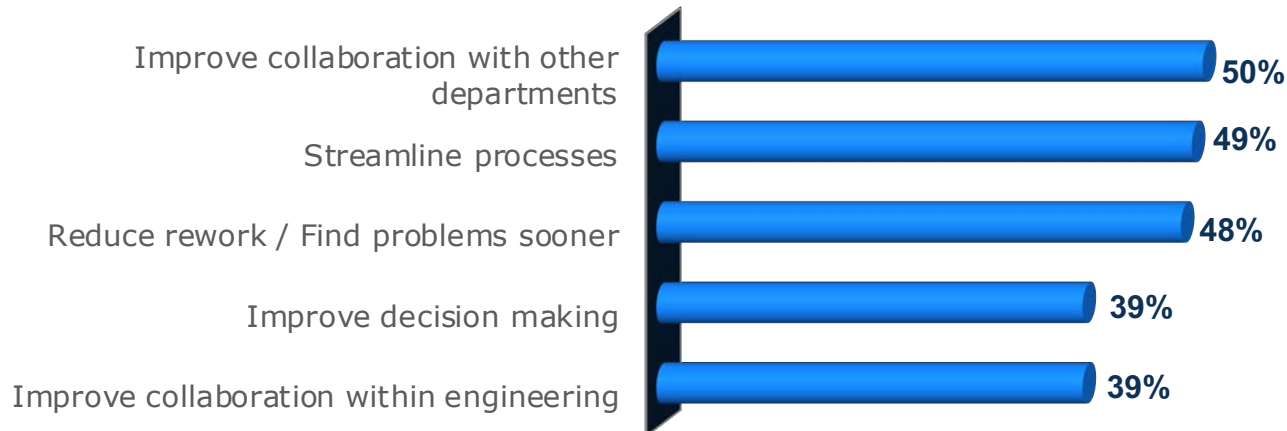 Improve collaboration with other
departments
50%
Streamline processes
49%
Reduce rework / Find problems sooner
48%
Improve decision making
39%
Improve collaboration within engineering
39%